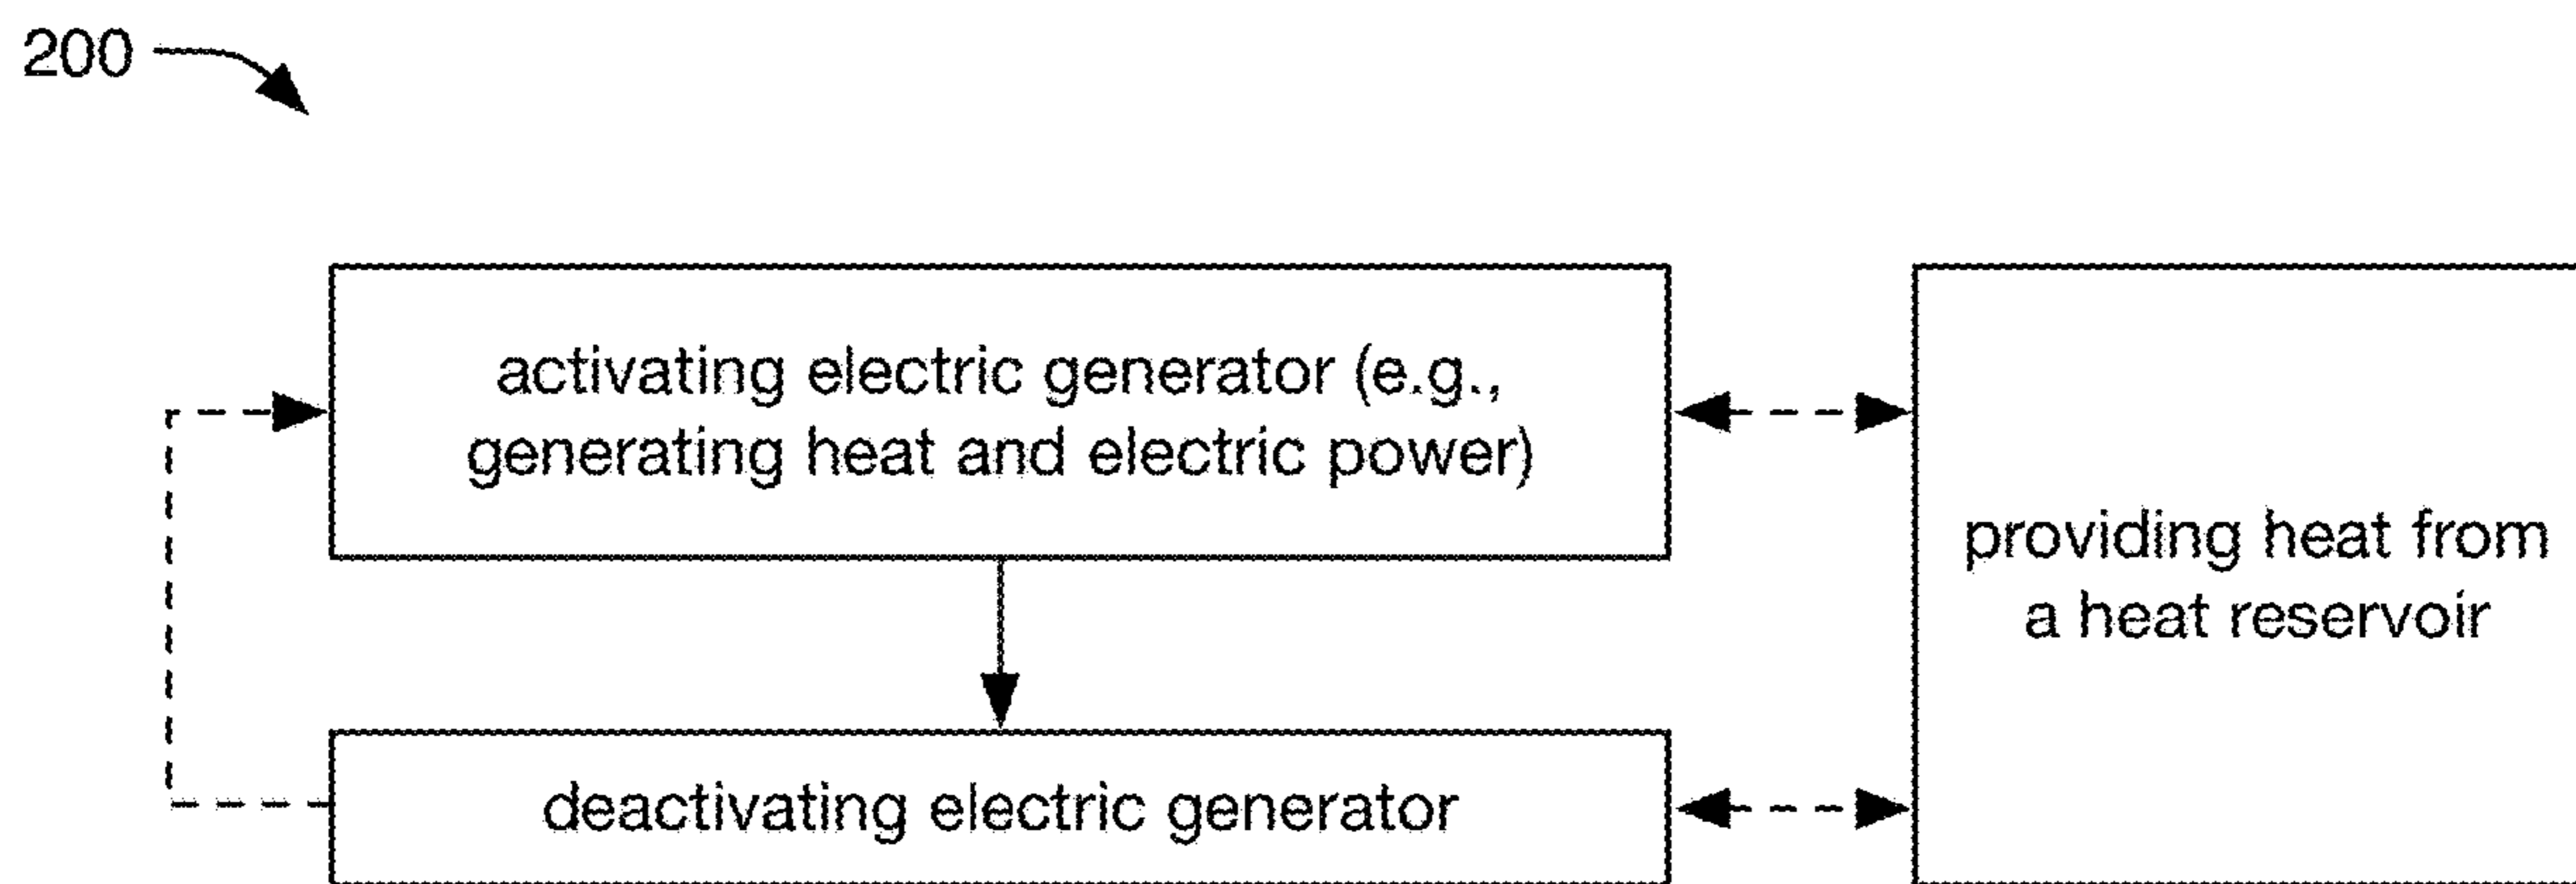 200
activating electric generator (e.g.,
generating heat and electric power)
providing heat from
a heat reservoir
deactivating electric generator